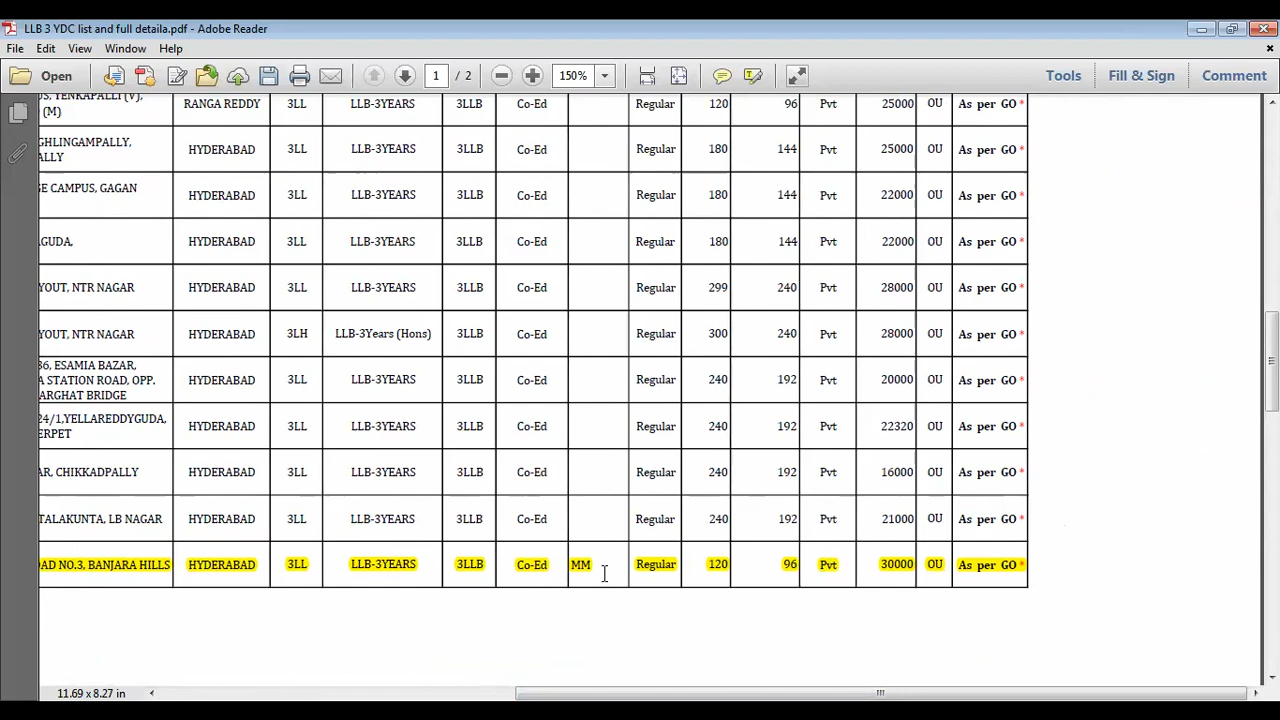 LLB 3 YDC list and full detaila.pdf - Adobe Reader
File Edit View Window Help
Open 1 / 2 150% Tools Fill & Sign Comment
YENKAPALLY(V), (M) RANGA REDDY 3LL LLB-3YEARS 3LLB Co-Ed Regular 120 96 Pvt 25000 OU As per GO *
GHLINGAMPALLY,
ALLY HYDERABAD 3LL LLB-3YEARS 3LLB Co-Ed Regular 180 144 Pvt 25000 OU As per GO *
GE CAMPUS, GAGAN HYDERABAD 3LL LLB-3YEARS 3LLB Co-Ed Regular 180 144 Pvt 22000 OU As per GO *
AGUDA, HYDERABAD 3LL LLB-3YEARS 3LLB Co-Ed Regular 180 144 Pvt 22000 OU As per GO *
YOUT, NTR NAGAR HYDERABAD 3LL LLB-3YEARS 3LLB Co-Ed Regular 299 240 Pvt 28000 OU As per GO *
YOUT, NTR NAGAR HYDERABAD 3LH LLB-3Years (Hons) 3LLB Co-Ed Regular 300 240 Pvt 28000 OU As per GO *
36, ESAMIA BAZAR,
A STATION ROAD, OPP.
ARGHAT BRIDGE HYDERABAD 3LL LLB-3YEARS 3LLB Co-Ed Regular 240 192 Pvt 20000 OU As per GO *
24/1,YELLAREDDYGUDA,
ERPET HYDERABAD 3LL LLB-3YEARS 3LLB Co-Ed Regular 240 192 Pvt 22320 OU As per GO *
AR, CHIKKADPALLY HYDERABAD 3LL LLB-3YEARS 3LLB Co-Ed Regular 240 192 Pvt 16000 OU As per GO *
TALAKUNTA, LB NAGAR HYDERABAD 3LL LLB-3YEARS 3LLB Co-Ed Regular 240 192 Pvt 21000 OU As per GO *
OAD NO.3, BANJARA HILLS HYDERABAD 3LL LLB-3YEARS 3LLB Co-Ed MM Regular 120 96 Pvt 30000 OU As per GO *
11.69 x 8.27 in